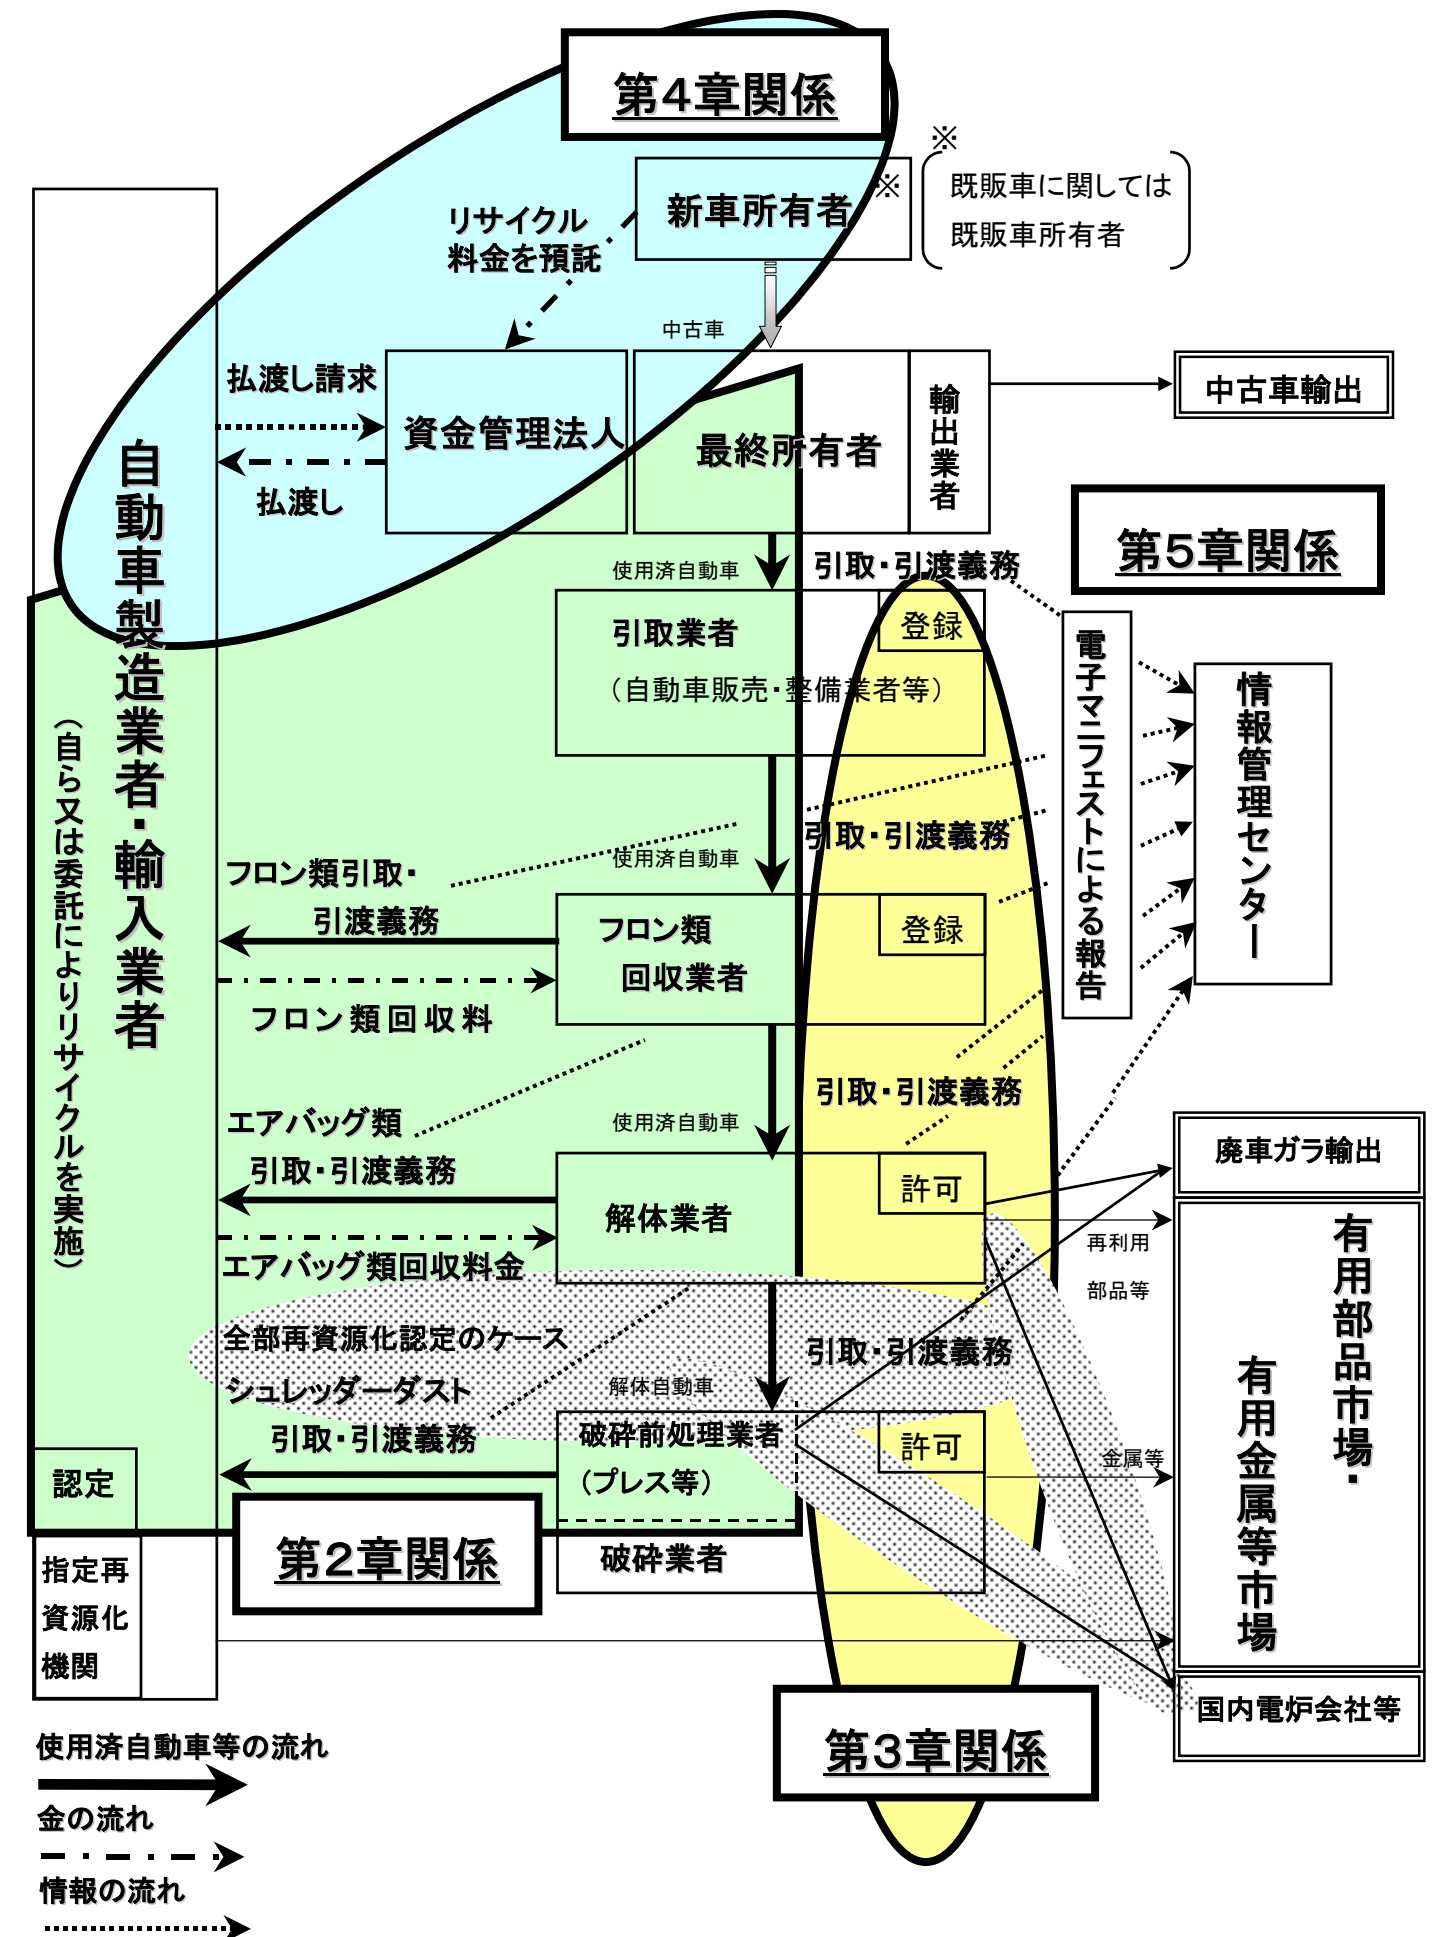 第４章関係
※
新車所有者
※
既販車に関しては
既販車所有者
リサイクル
料金を預託
中古車
払渡し請求
払渡し
資金管理法人
最終所有者
輸出業者
中古車輸出
第５章関係
自動車製造業者・輸入業者
（自ら又は委託によりリサイクルを実施）
使用済自動車
引取・引渡義務
引取業者
登録
（自動車販売・整備業者等）
電子マニフェストによる報告
情報管理センター
使用済自動車
引取・引渡義務
フロン類引取・
引渡義務
フロン類
回収業者
登録
フロン類回収料
エアバッグ類
引取・引渡義務
使用済自動車
引取・引渡義務
解体業者
許可
エアバッグ類回収料金
廃車ガラ輸出
再利用
部品等
有用部品市場・
有用金属等市場
全部再資源化認定のケース
シュレッダーダスト
引取・引渡義務
解体自動車
引取・引渡義務
破砕前処理業者
（プレス等）
許可
金属等
認定
第２章関係
破砕業者
指定再
資源化
機関
国内電炉会社等
第３章関係
使用済自動車等の流れ
金の流れ
情報の流れ